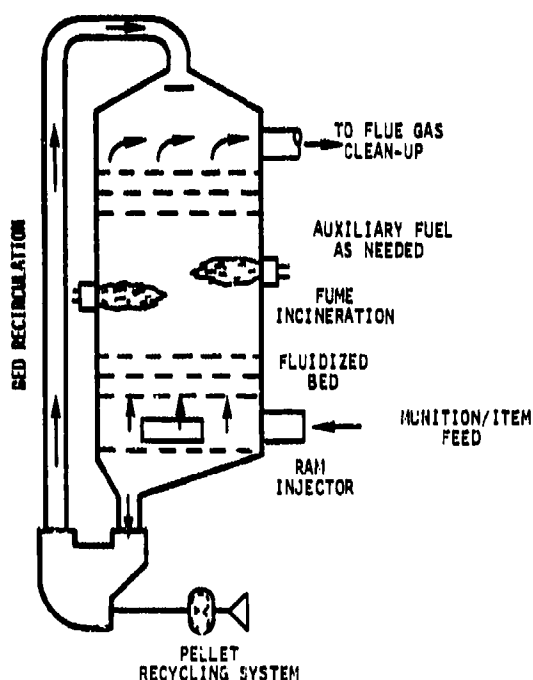 TO FLUE GAS
CLEAN-UP
AUXILIARY FUEL
AS NEEDED
FUME
INCINERATION
BED RECIRCULATION
FLUIDIZED
BED
MUNITION/ITEM
FEED
RAM
INJECTOR
PELLET
RECYCLING SYSTEM